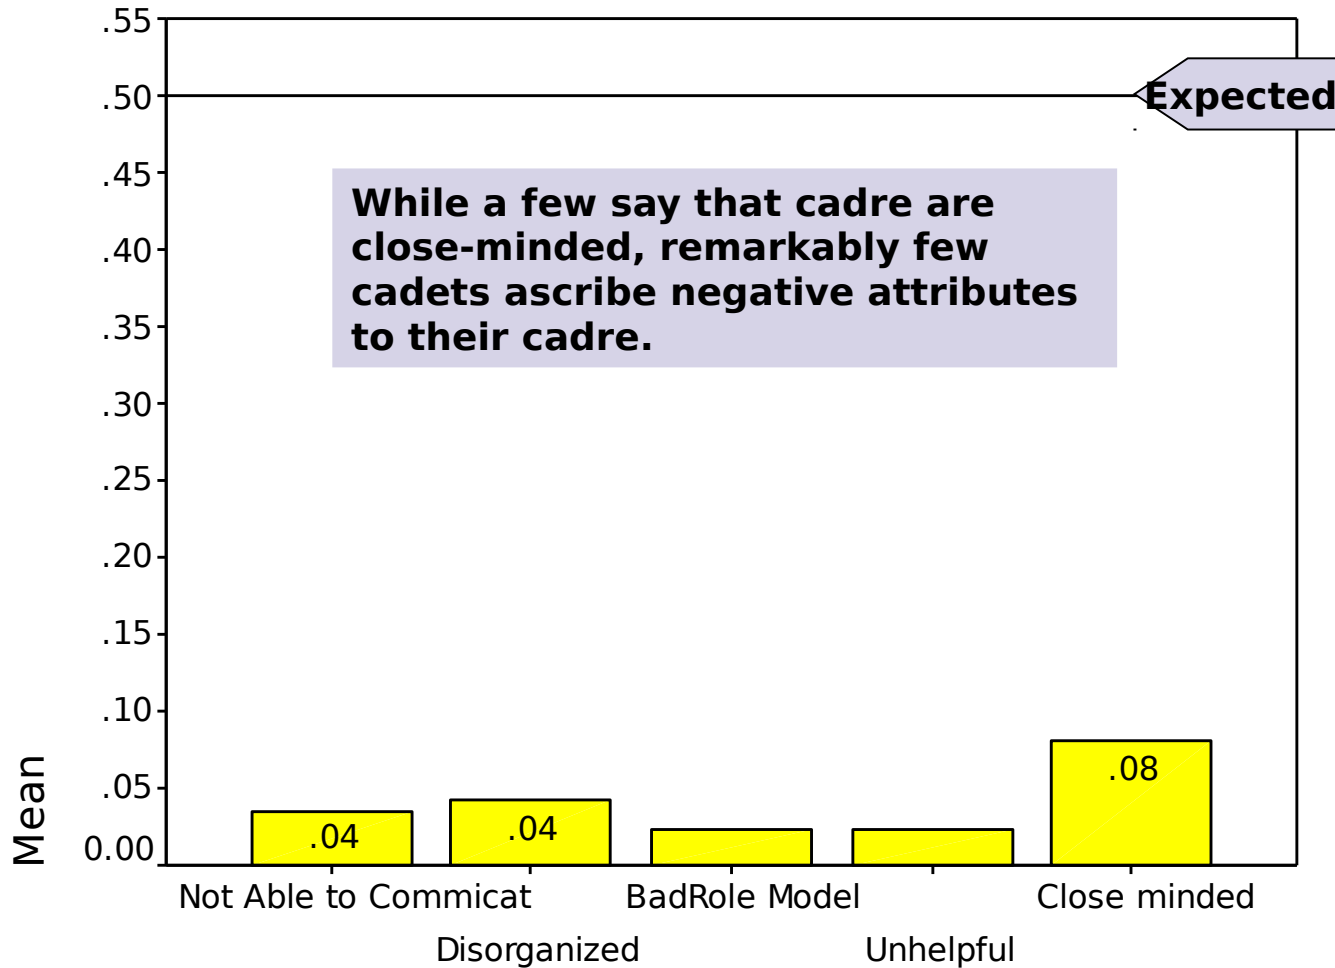 .55
.50
Expected
.45
While a few say that cadre are
close-minded, remarkably few
cadets ascribe negative attributes
to their cadre.
.40
.35
.30
.25
.20
.15
.10
.05
0.00
Mean
.04
.04
.08
Not Able to Commicat
BadRole Model
Close minded
Disorganized
Unhelpful